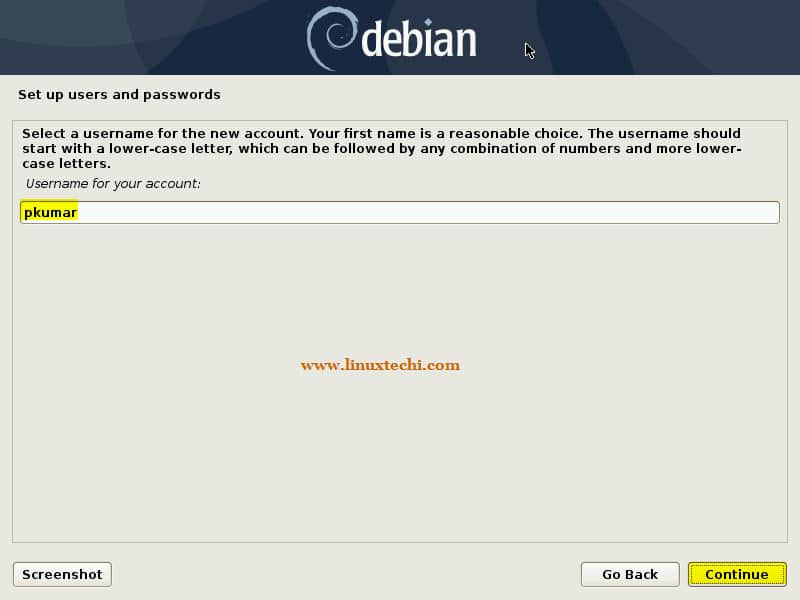 debian
Set up users and passwords
Select a username for the new account. Your first name is a reasonable choice. The username should
start with a lower-case letter, which can be followed by any combination of numbers and more lower-
case letters.
Username for your account:
pkumar
www.linuxtechi.com
Screenshot
Go Back
Continue